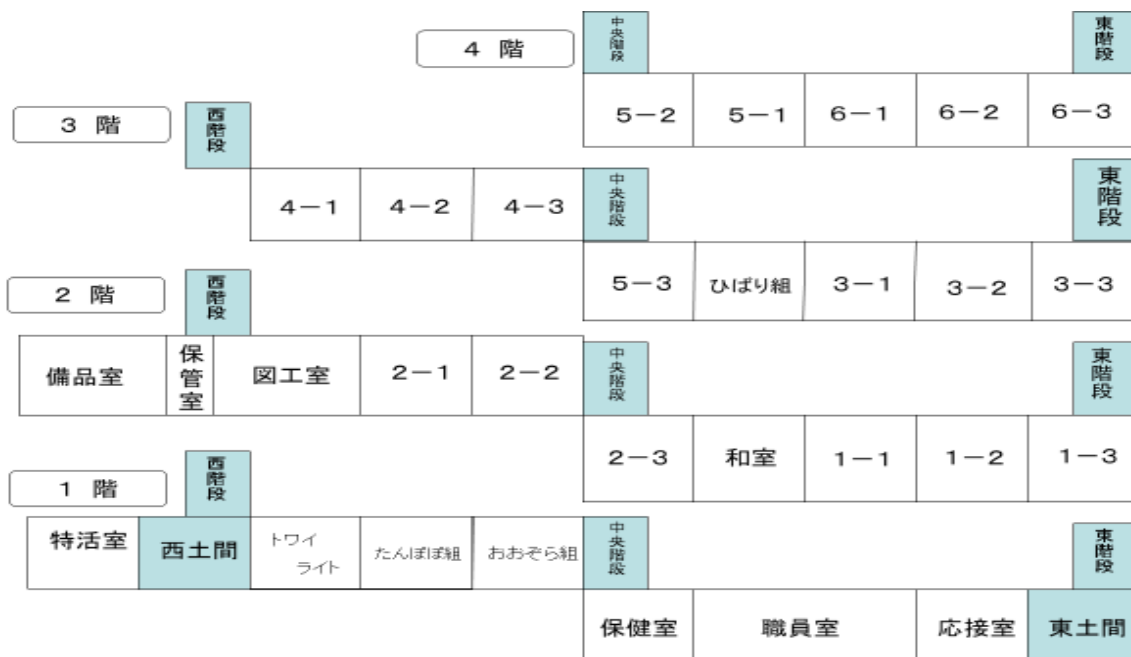 4 階
中央階段
東階段
5－2
5－1
6－1
6－2
6－3
3 階
西階段
4－1
4－2
4－3
中央階段
東階段
5－3
ひばり組
3－1
3－2
3－3
2 階
西階段
備品室
保管室
図工室
2－1
2－2
中央階段
東階段
2－3
和室
1－1
1－2
1－3
1 階
西階段
特活室
西土間
トワイ
ライト
たんぽぽ組
おおぞら組
中央階段
東階段
保健室
職員室
応接室
東土間